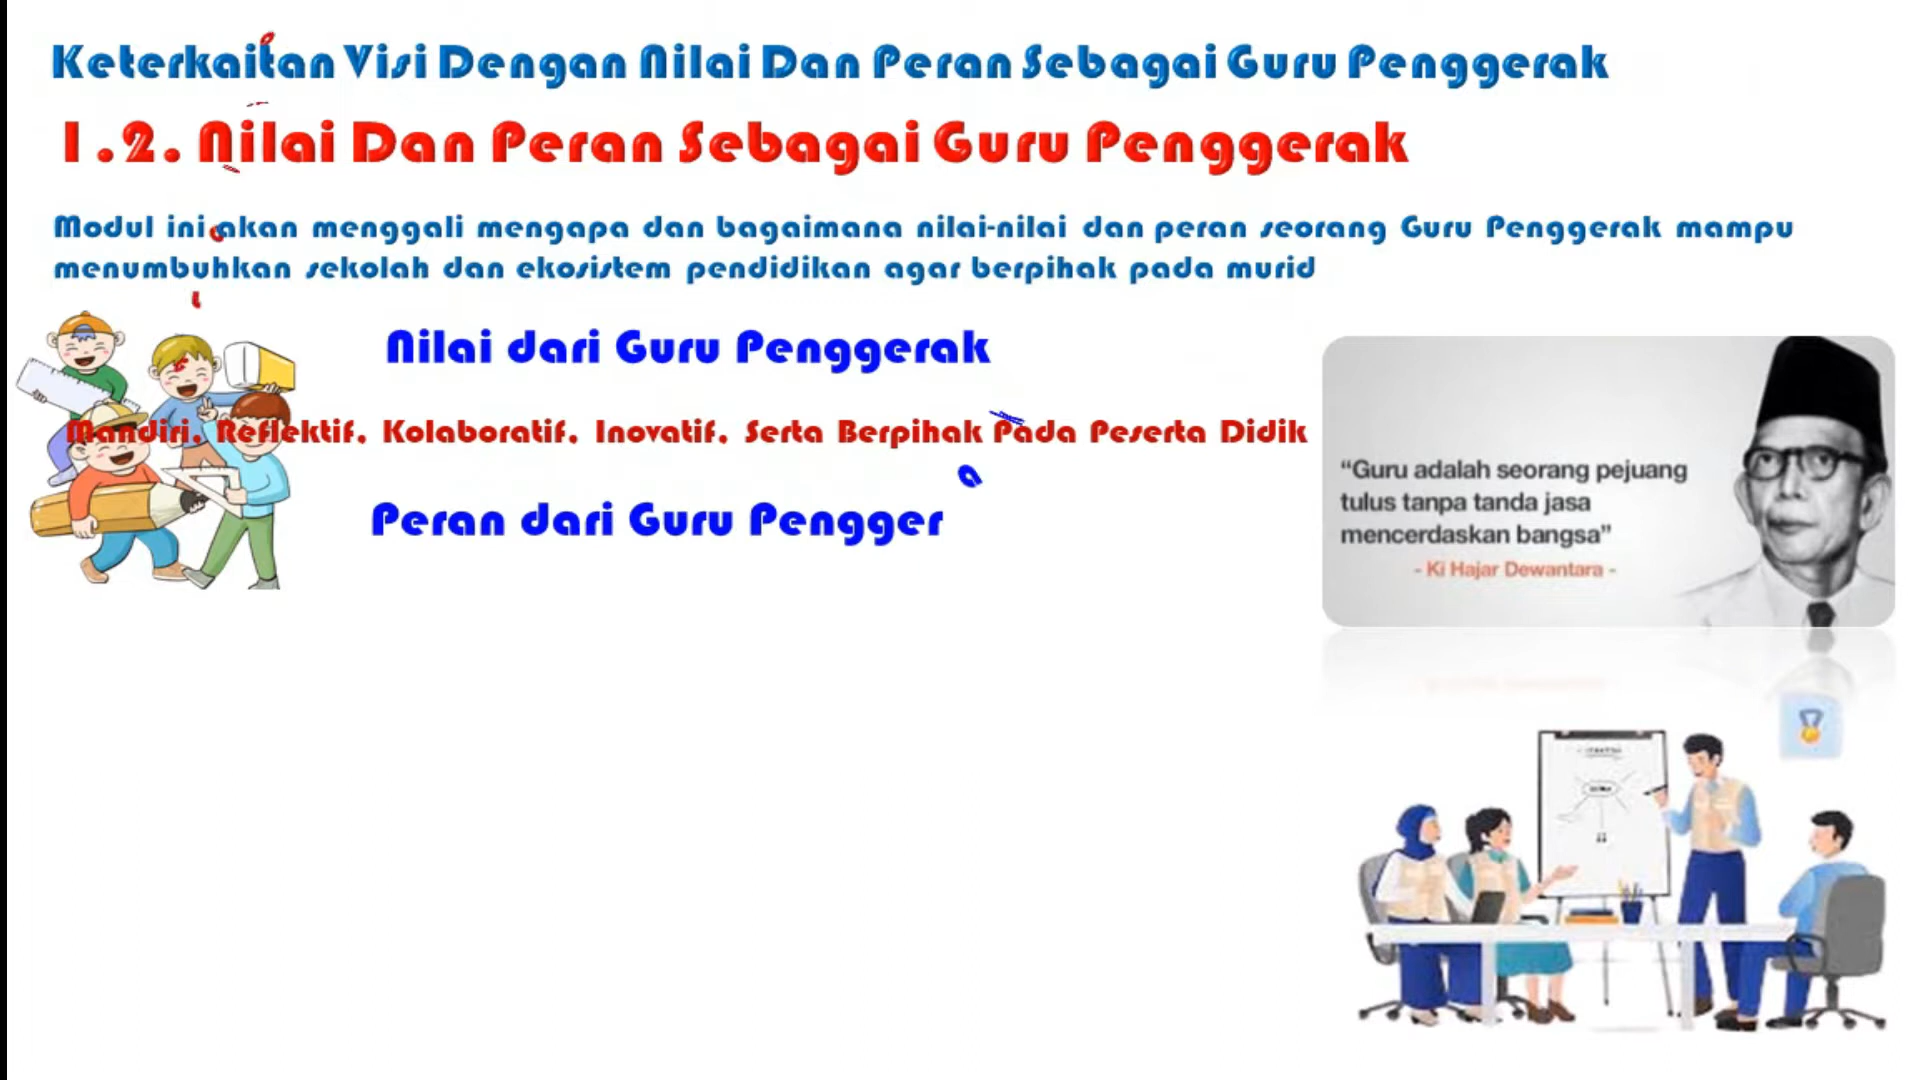 Keterkaitan Visi Dengan Nilai Dan Peran Sebagai Guru Penggerak
1.2. Nilai Dan Peran Sebagai Guru Penggerak
Modul ini akan menggali mengapa dan bagaimana nilai-nilai dan peran seorang Guru Penggerak mampu
menumbuhkan sekolah dan ekosistem pendidikan agar berpihak pada murid
Nilai dari Guru Penggerak
Mandiri, Reflektif, Kolaboratif, Inovatif, Serta Berpihak Pada Peserta Didik
a
Peran dari Guru Pengger
“Guru adalah seorang pejuang
tulus tanpa tanda jasa
mencerdaskan bangsa”
- Ki Hajar Dewantara -